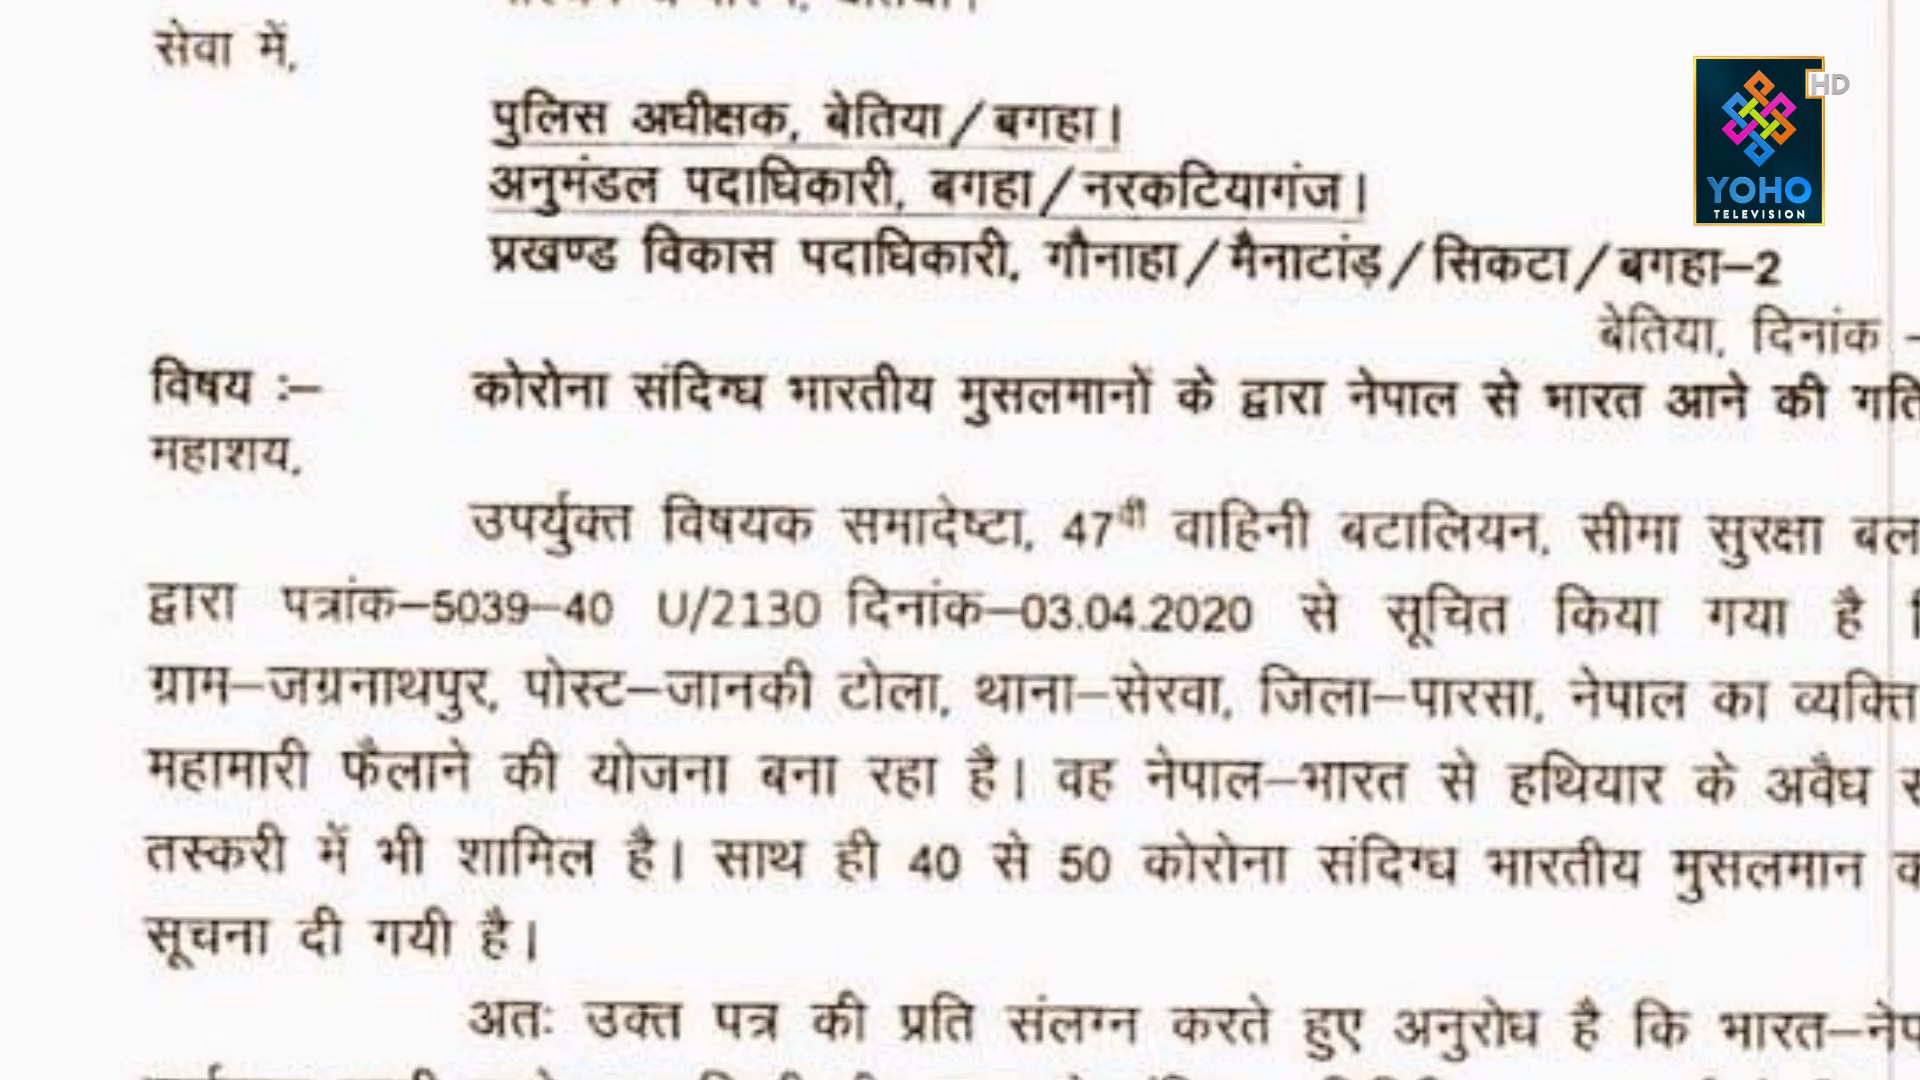 सेवा में,
पुलिस अधीक्षक, बेतिया/बगहा।
अनुमंडल पदाधिकारी, बगहा/नरकटियागंज।
प्रखण्ड विकास पदाधिकारी, गौनाहा/मैनाटांड़/सिकटा/बगहा–2
बेतिया, दिनांक -
विषय :– कोरोना संदिग्ध भारतीय मुसलमानों के द्वारा नेपाल से भारत आने की
महाशय,
उपर्युक्त विषयक समादेष्टा, 47वी वाहिनी बटालियन, सीमा सुरक्षा बल
द्वारा पत्रांक–5039–40 U/2130 दिनांक–03.04.2020 से सूचित किया गया है
ग्राम–जग्रनाथपुर, पोस्ट–जानकी टोला, थाना–सेरवा, जिला–पारसा, नेपाल का व्यक्ति
महामारी फैलाने की योजना बना रहा है। वह नेपाल–भारत से हथियार के अवैध
तस्करी में भी शामिल है। साथ ही 40 से 50 कोरोना संदिग्ध भारतीय मुसलमान
सूचना दी गयी है।
अतः उक्त पत्र की प्रति संलग्न करते हुए अनुरोध है कि भारत–
HD
YOHO
TELEVISION